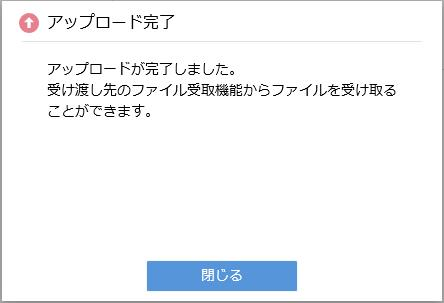 アップロード完了
アップロードが完了しました。
受け渡し先のファイル受取機能からファイルを受け取る
ことができます。
閉じる